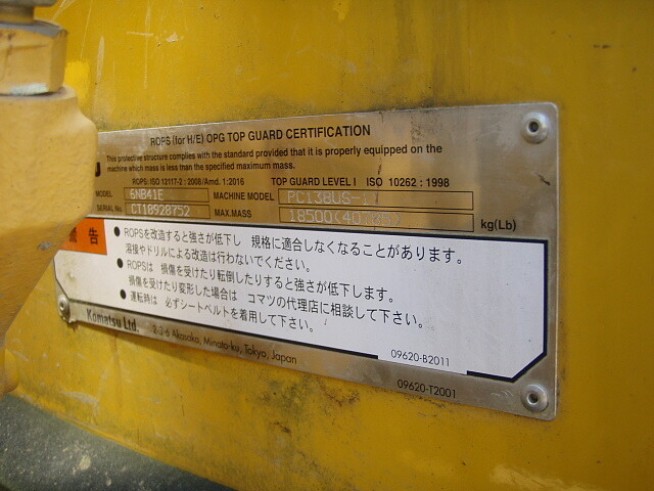 ROPS (for H/E) OPG TOP GUARD CERTIFICATION
This protective structure complies with the standard provided that it is properly equipped on the
machine which mass is less than the specified maximum mass.
ROPS: ISO 12117-2 : 2008/Amd. 1:2016 TOP GUARD LEVEL I ISO 10262 : 1998
MODEL 6NB41E MACHINE MODEL PC138US-
SERIAL No. CT18928752 MAX.MASS 18500 kg(Lb)
警告
● ROPSを改造すると強さが低下し 規格に適合しなくなることがあります。
溶接やドリルによる改造は行わないでください。
● ROPSは 損傷を受けたり転倒したりすると強さが低下します。
損傷を受けたり変形した場合は コマツの代理店に相談して下さい。
● 運転時は 必ずシートベルトを着用して下さい。
09620-B2011
Komatsu Ltd. 2-3-6 Akasaka, Minato-ku, Tokyo, Japan
09620-T2001